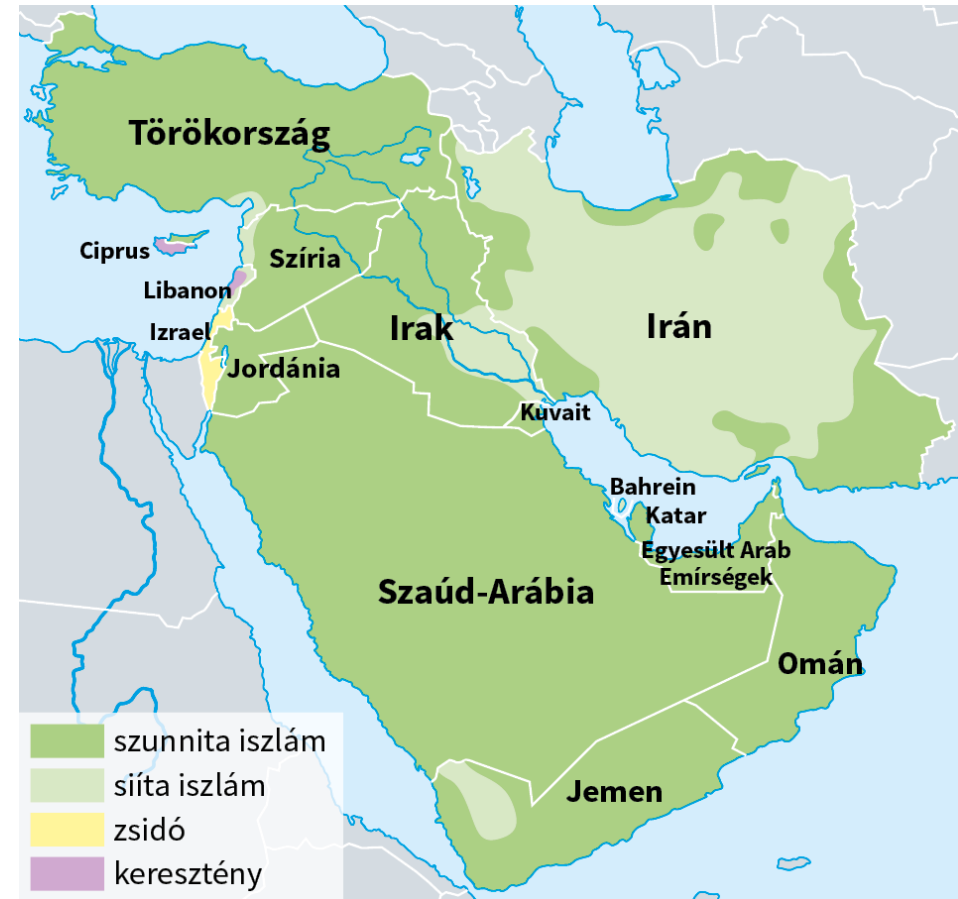 Törökország
Ciprus
Szíria
Libanon
Izrael
Irak
Irán
Jordánia
Kuvait
Bahrein
Katar
Egyesült Arab
Emírségek
Szaúd-Arábia
Omán
Jemen
szunnita iszlám
síita iszlám
zsidó
keresztény